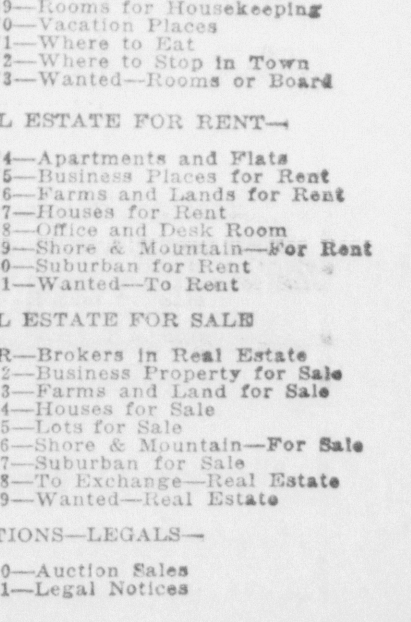 9—Rooms for Housekeeping
0—Vacation Places
1—Where to Eat
2—Where to Stop in Town
3—Wanted—Rooms or Board
L ESTATE FOR RENT—
4—Apartments and Flats
5—Business Places for Rent
6—Farms and Lands for Rent
7—Houses for Rent
8—Office and Desk Room
9—Shore & Mountain—For Rent
0—Suburban for Rent
1—Wanted—To Rent
L ESTATE FOR SALE
R—Brokers in Real Estate
2—Business Property for Sale
3—Farms and Land for Sale
4—Houses for Sale
5—Lots for Sale
6—Shore & Mountain—For Sale
7—Suburban for Sale
8—To Exchange—Real Estate
9—Wanted—Real Estate
TIONS—LEGALS—
0—Auction Sales
1—Legal Notices